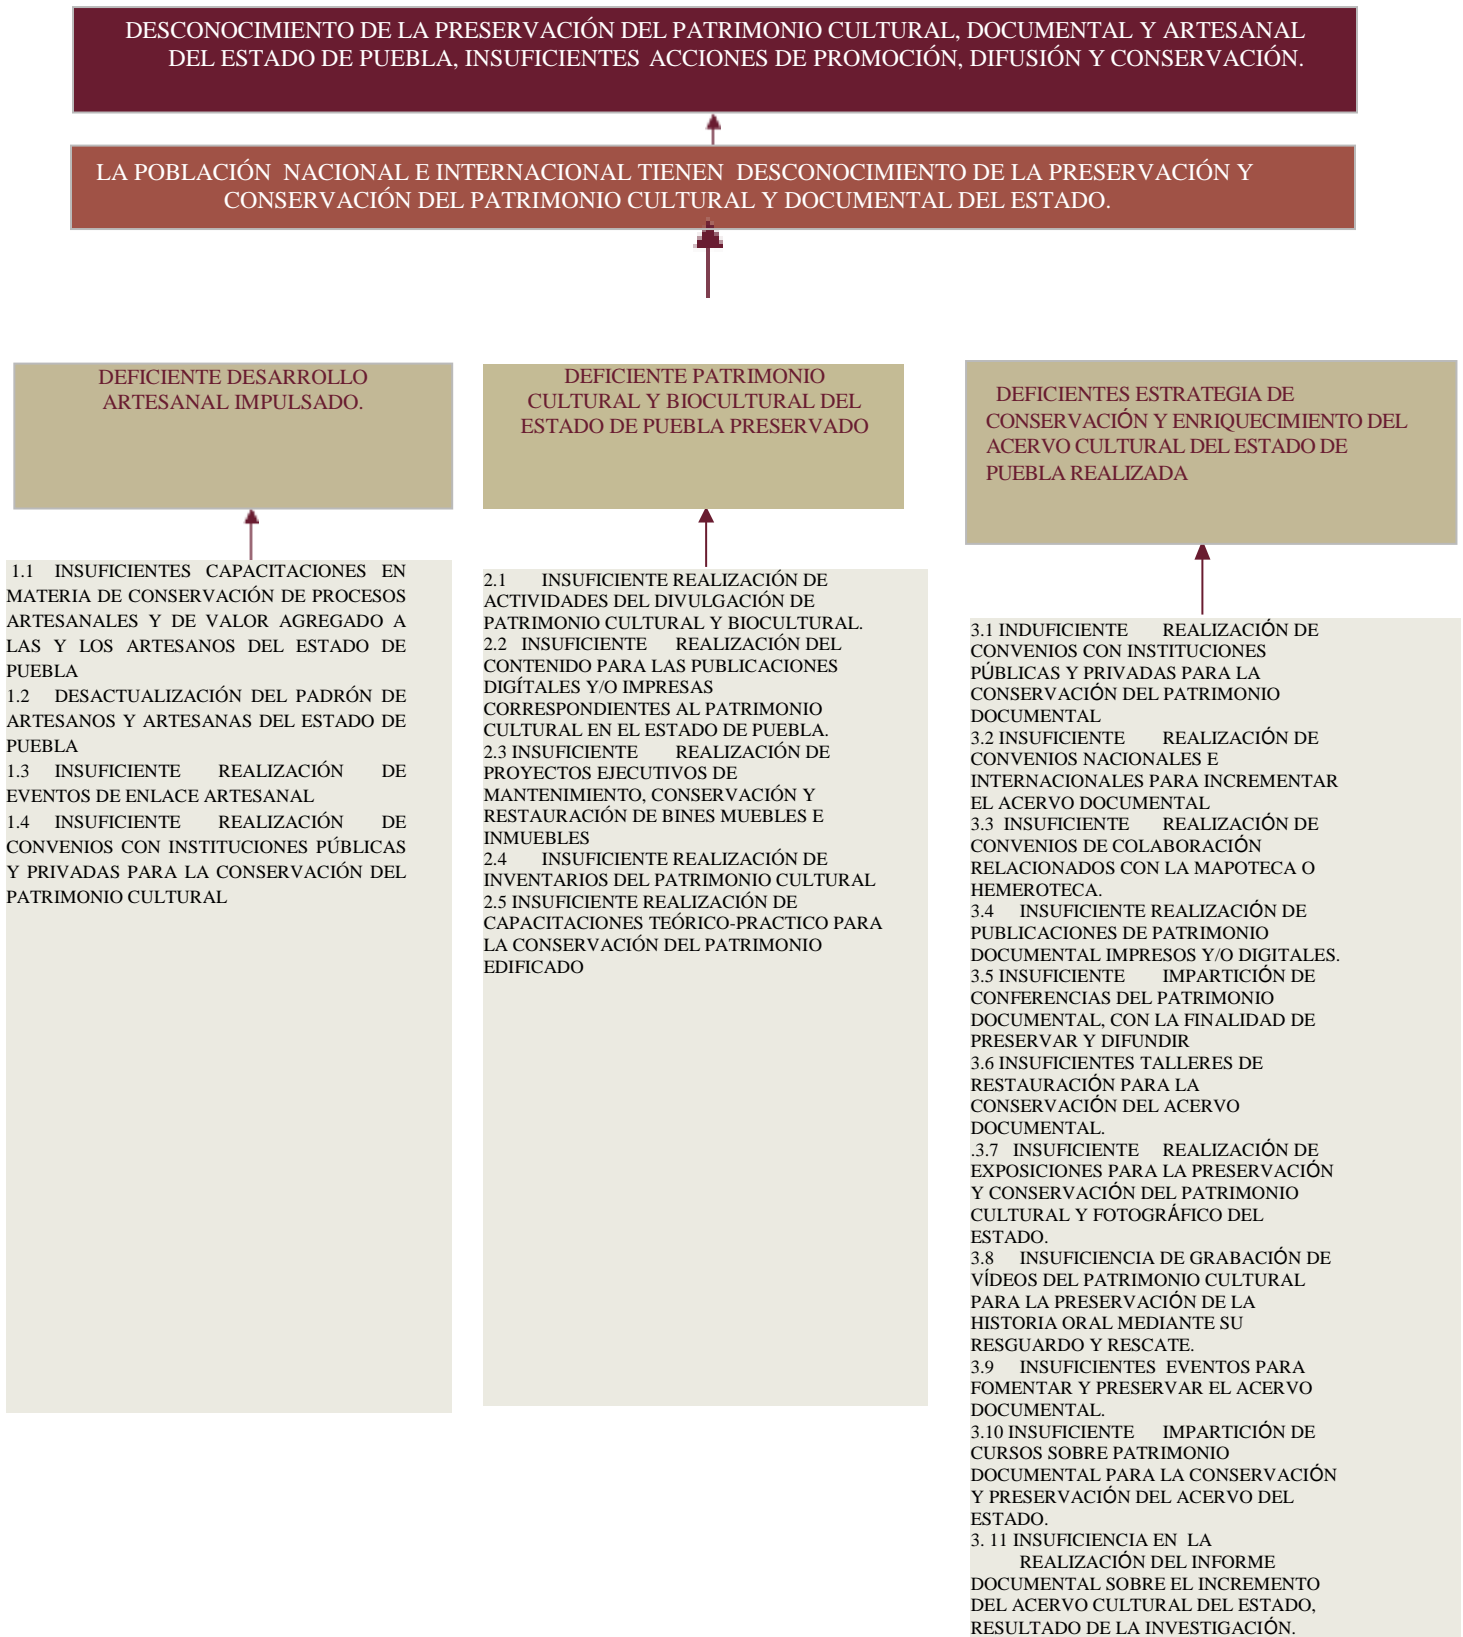 DESCONOCIMIENTO DE LA PRESERVACIÓN DEL PATRIMONIO CULTURAL, DOCUMENTAL Y ARTESANAL
DEL ESTADO DE PUEBLA, INSUFICIENTES ACCIONES DE PROMOCIÓN, DIFUSIÓN Y CONSERVACIÓN.
LA POBLACIÓN NACIONAL E INTERNACIONAL TIENEN DESCONOCIMIENTO DE LA PRESERVACIÓN Y
CONSERVACIÓN DEL PATRIMONIO CULTURAL Y DOCUMENTAL DEL ESTADO.
DEFICIENTE DESARROLLO
ARTESANAL IMPULSADO.
1.1 INSUFICIENTES CAPACITACIONES EN
MATERIA DE CONSERVACIÓN DE PROCESOS
ARTESANALES Y DE VALOR AGREGADO A
LAS Y LOS ARTESANOS DEL ESTADO DE
PUEBLA
1.2 DESACTUALIZACIÓN DEL PADRÓN DE
ARTESANOS Y ARTESANAS DEL ESTADO DE
PUEBLA
1.3 INSUFICIENTE REALIZACIÓN DE
EVENTOS DE ENLACE ARTESANAL
1.4 INSUFICIENTE REALIZACIÓN DE
CONVENIOS CON INSTITUCIONES PÚBLICAS
Y PRIVADAS PARA LA CONSERVACIÓN DEL
PATRIMONIO CULTURAL
DEFICIENTE PATRIMONIO
CULTURAL Y BIOCULTURAL DEL
ESTADO DE PUEBLA PRESERVADO
2.1 INSUFICIENTE REALIZACIÓN DE
ACTIVIDADES DEL DIVULGACIÓN DE
PATRIMONIO CULTURAL Y BIOCULTURAL.
2.2 INSUFICIENTE REALIZACIÓN DEL
CONTENIDO PARA LAS PUBLICACIONES
DIGÍTALES Y/O IMPRESAS
CORRESPONDIENTES AL PATRIMONIO
CULTURAL EN EL ESTADO DE PUEBLA.
2.3 INSUFICIENTE REALIZACIÓN DE
PROYECTOS EJECUTIVOS DE
MANTENIMIENTO, CONSERVACIÓN Y
RESTAURACIÓN DE BINES MUEBLES E
INMUEBLES
2.4 INSUFICIENTE REALIZACIÓN DE
INVENTARIOS DEL PATRIMONIO CULTURAL
2.5 INSUFICIENTE REALIZACIÓN DE
CAPACITACIONES TEÓRICO-PRACTICO PARA
LA CONSERVACIÓN DEL PATRIMONIO
EDIFICADO
DEFICIENTES ESTRATEGIA DE
CONSERVACIÓN Y ENRIQUECIMIENTO DEL
ACERVO CULTURAL DEL ESTADO DE
PUEBLA REALIZADA
3.1 INDUFICIENTE REALIZACIÓN DE
CONVENIOS CON INSTITUCIONES
PÚBLICAS Y PRIVADAS PARA LA
CONSERVACIÓN DEL PATRIMONIO
DOCUMENTAL
3.2 INSUFICIENTE REALIZACIÓN DE
CONVENIOS NACIONALES E
INTERNACIONALES PARA INCREMENTAR
EL ACERVO DOCUMENTAL
3.3 INSUFICIENTE REALIZACIÓN DE
CONVENIOS DE COLABORACIÓN
RELACIONADOS CON LA MAPOTECA O
HEMEROTECA.
3.4 INSUFICIENTE REALIZACIÓN DE
PUBLICACIONES DE PATRIMONIO
DOCUMENTAL IMPRESOS Y/O DIGITALES.
3.5 INSUFICIENTE IMPARTICIÓN DE
CONFERENCIAS DEL PATRIMONIO
DOCUMENTAL, CON LA FINALIDAD DE
PRESERVAR Y DIFUNDIR
3.6 INSUFICIENTES TALLERES DE
RESTAURACIÓN PARA LA
CONSERVACIÓN DEL ACERVO
DOCUMENTAL.
.3.7 INSUFICIENTE REALIZACIÓN DE
EXPOSICIONES PARA LA PRESERVACIÓN
Y CONSERVACIÓN DEL PATRIMONIO
CULTURAL Y FOTOGRÁFICO DEL
ESTADO.
3.8 INSUFICIENCIA DE GRABACIÓN DE
VÍDEOS DEL PATRIMONIO CULTURAL
PARA LA PRESERVACIÓN DE LA
HISTORIA ORAL MEDIANTE SU
RESGUARDO Y RESCATE.
3.9 INSUFICIENTES EVENTOS PARA
FOMENTAR Y PRESERVAR EL ACERVO
DOCUMENTAL.
3.10 INSUFICIENTE IMPARTICIÓN DE
CURSOS SOBRE PATRIMONIO
DOCUMENTAL PARA LA CONSERVACIÓN
Y PRESERVACIÓN DEL ACERVO DEL
ESTADO.
3. 11 INSUFICIENCIA EN LA
REALIZACIÓN DEL INFORME
DOCUMENTAL SOBRE EL INCREMENTO
DEL ACERVO CULTURAL DEL ESTADO,
RESULTADO DE LA INVESTIGACIÓN.